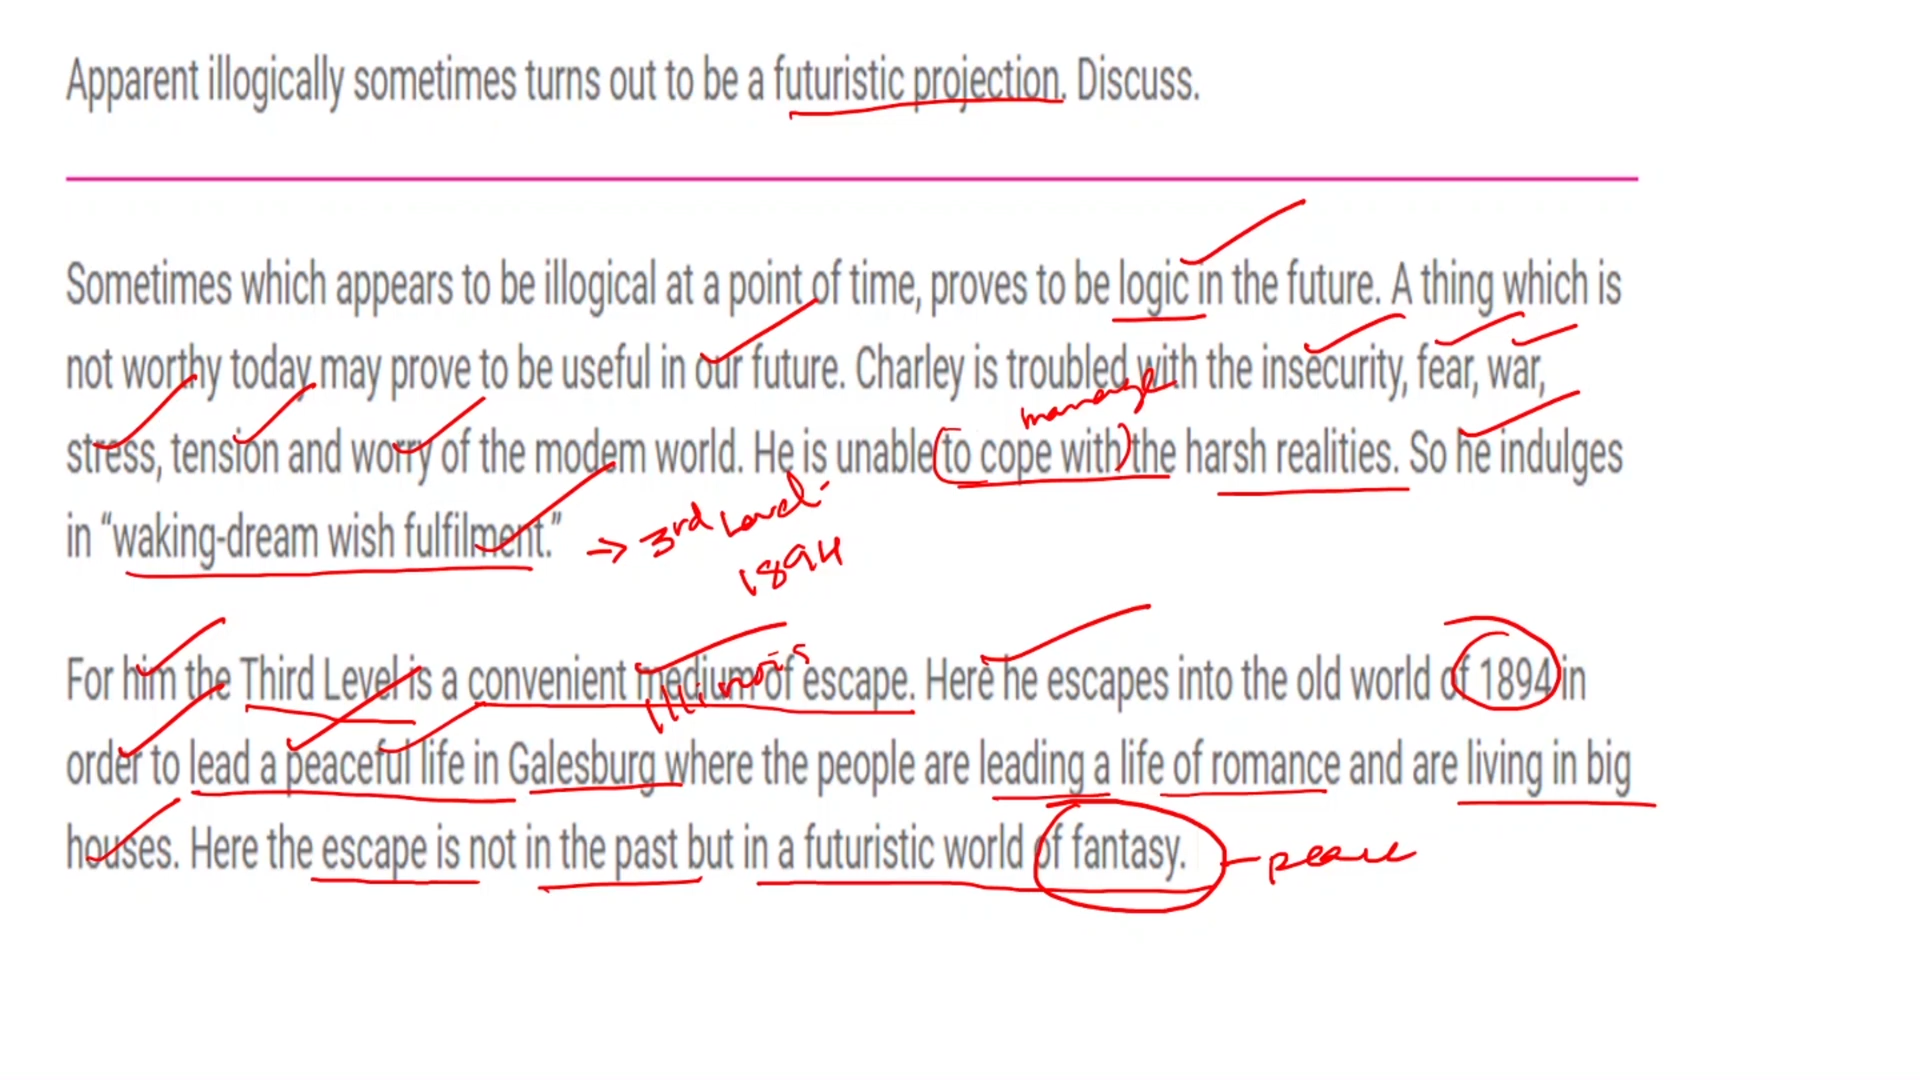 Apparent illogically sometimes turns out to be a futuristic projection. Discuss.
Sometimes which appears to be illogical at a point of time, proves to be logic in the future. A thing which is
not worthy today may prove to be useful in our future. Charley is troubled with the insecurity, fear, war,
manage
stress, tension and worry of the modem world. He is unable (to cope with) the harsh realities. So he indulges
in “waking-dream wish fulfilment.” → 3rd Level
1894
For him the Third Level is a convenient medium of escape. Here he escapes into the old world of 1894 in
Illinois
order to lead a peaceful life in Galesburg where the people are leading a life of romance and are living in big
houses. Here the escape is not in the past but in a futuristic world of fantasy. - peace